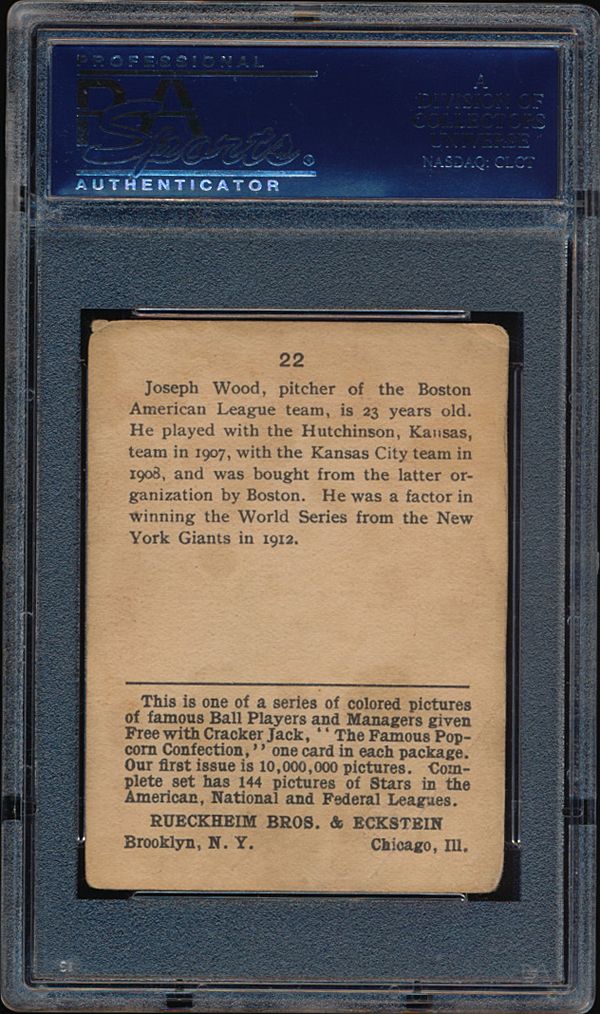 PROFESSIONAL
PSA
Sports®
AUTHENTICATOR
A
DIVISION OF
COLLECTORS
UNIVERSE
NASDAQ: CLCT
22
Joseph Wood, pitcher of the Boston
American League team, is 23 years old.
He played with the Hutchinson, Kansas,
team in 1907, with the Kansas City team in
1908, and was bought from the latter or-
ganization by Boston. He was a factor in
winning the World Series from the New
York Giants in 1912.
This is one of a series of colored pictures
of famous Ball Players and Managers given
Free with Cracker Jack, ‘‘ The Famous Pop-
corn Confection,’’ one card in each package.
Our first issue is 10,000,000 pictures. Com-
plete set has 144 pictures of Stars in the
American, National and Federal Leagues.
RUECKHEIM BROS. & ECKSTEIN
Brooklyn, N. Y. Chicago, Ill.